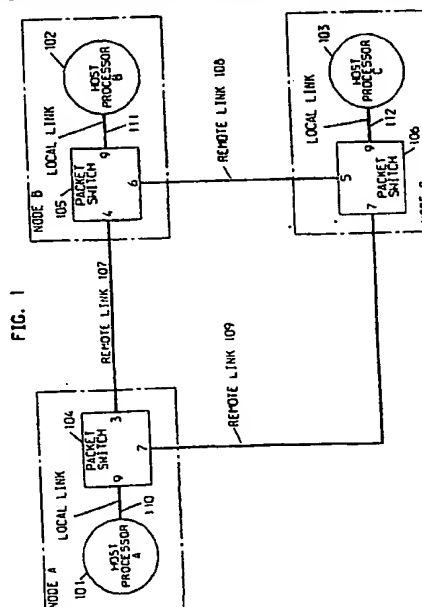 FIG. 1
NODE A
101
HOST
PROCESSOR
A
LOCAL LINK
110
9
104
PACKET
SWITCH
3
7
REMOTE LINK 107
REMOTE LINK 109
NODE B
102
HOST
PROCESSOR
B
LOCAL LINK
111
9
105
PACKET
SWITCH
4
6
REMOTE LINK 108
103
HOST
PROCESSOR
C
LOCAL LINK
112
9
106
PACKET
SWITCH
5
7